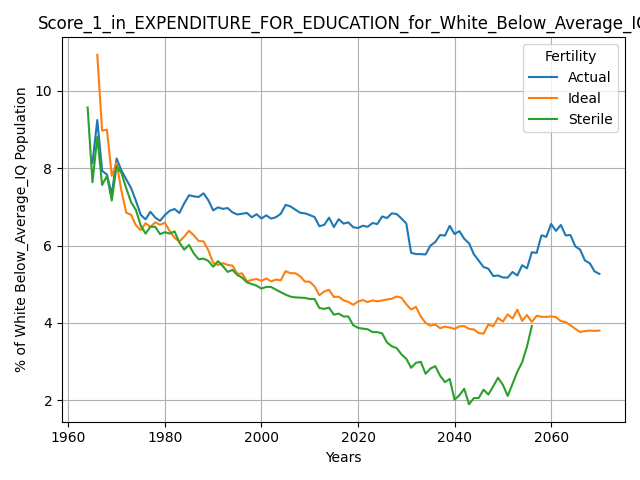 Score_1_in_EXPENDITURE_FOR_EDUCATION_for_White_Below_Average_IQ
Fertility
Actual
Ideal
Sterile
% of White Below_Average_IQ Population
10
8
6
4
2
1960 1980 2000 2020 2040 2060
Years